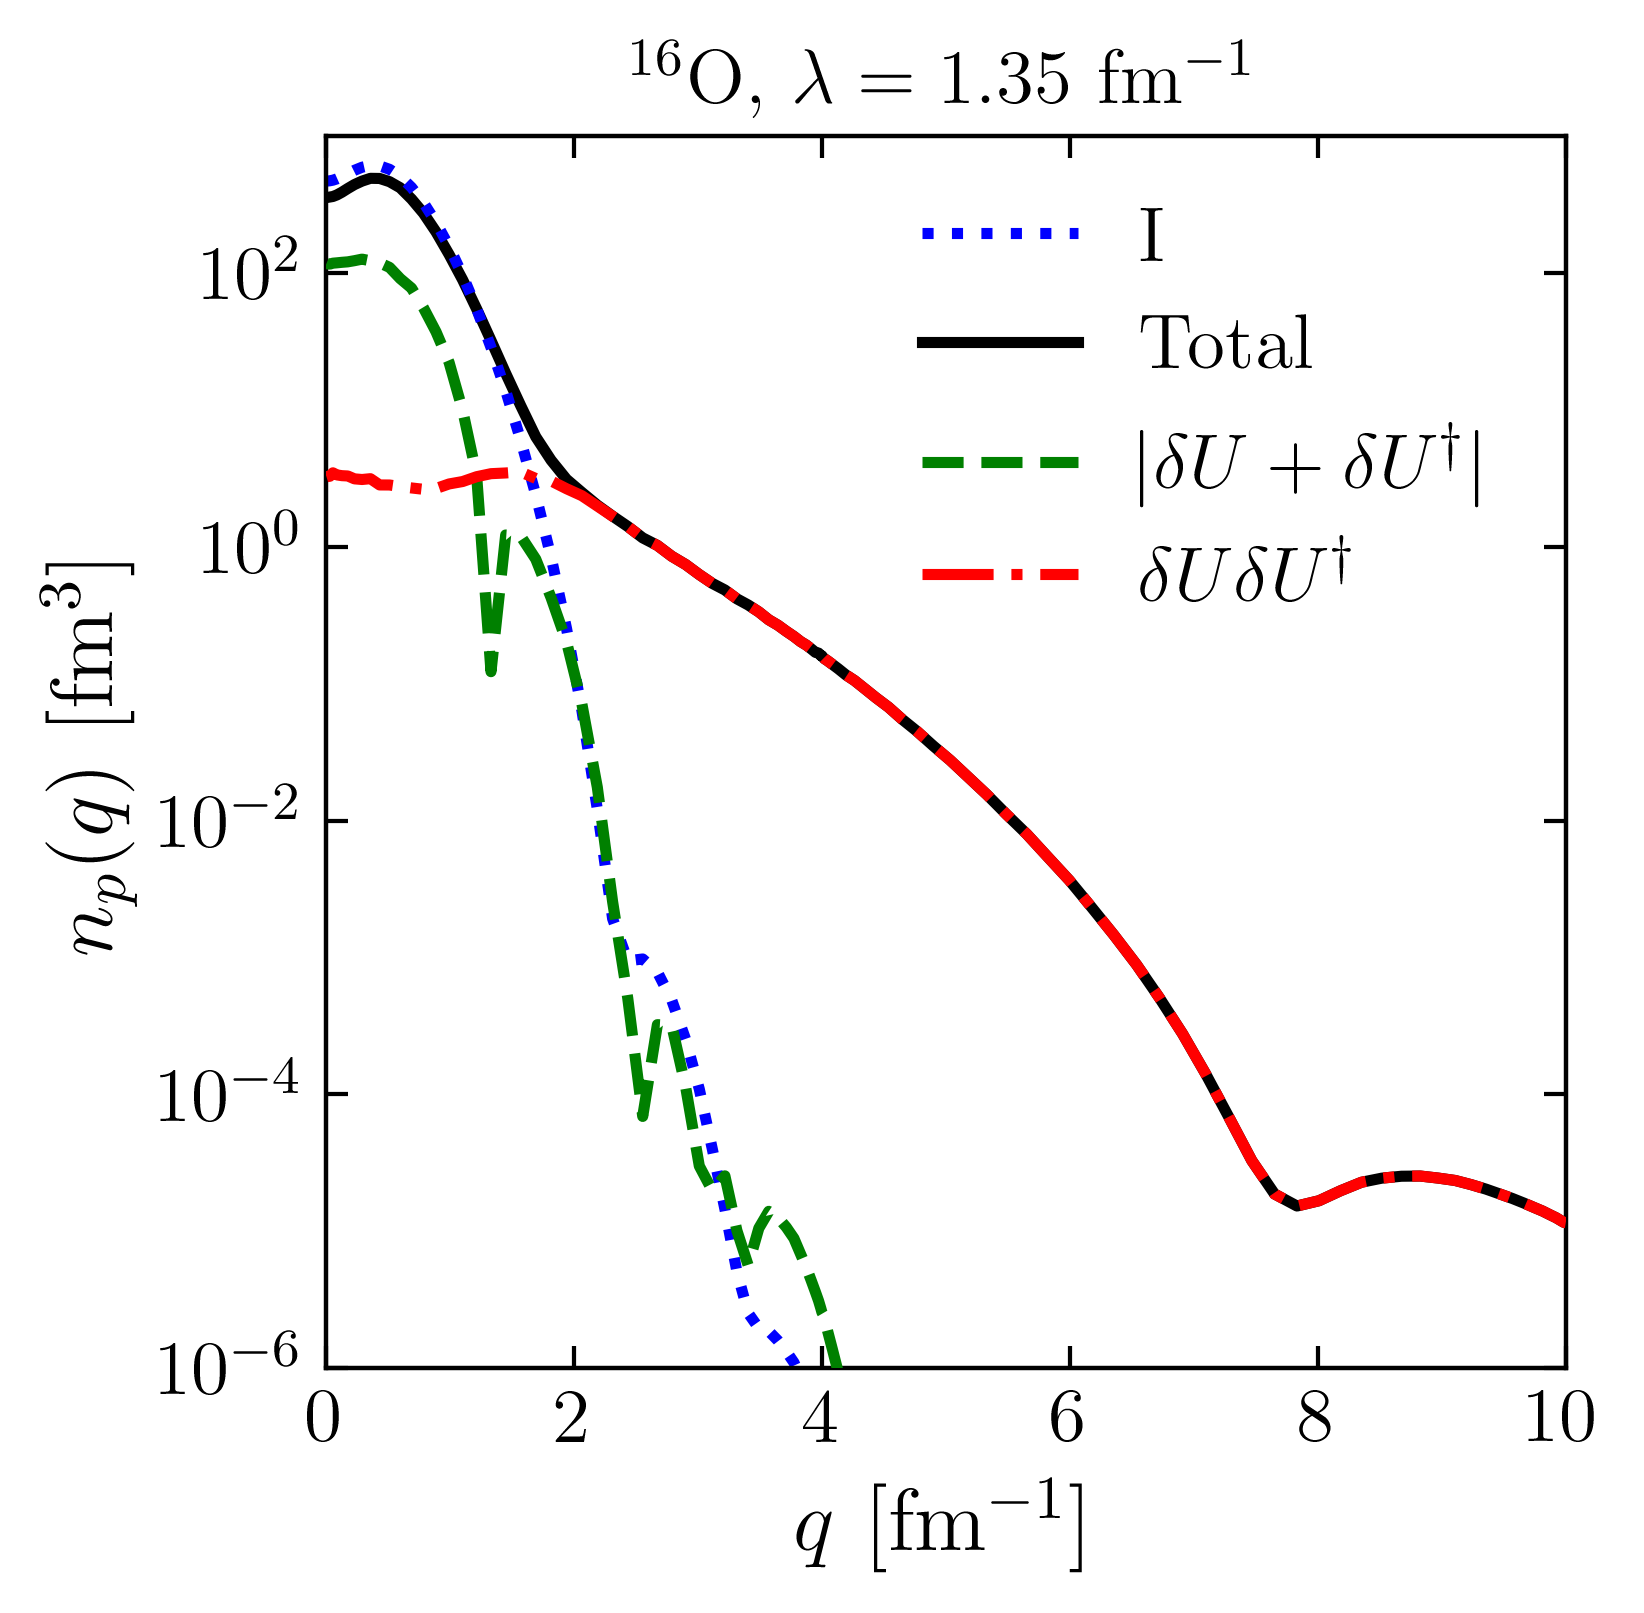 ¹⁶O, λ = 1.35 fm⁻¹
I
Total
|δU + δU†|
δUδU†
n_p(q) [fm³]
10²
10⁰
10⁻²
10⁻⁴
10⁻⁶
0 2 4 6 8 10
q [fm⁻¹]